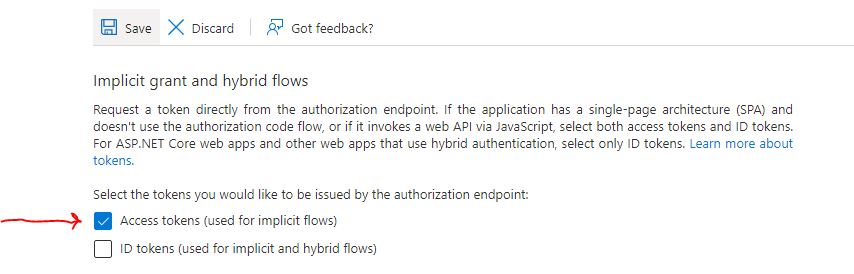 Save Discard Got feedback?
Implicit grant and hybrid flows
Request a token directly from the authorization endpoint. If the application has a single-page architecture (SPA) and
doesn't use the authorization code flow, or if it invokes a web API via JavaScript, select both access tokens and ID tokens.
For ASP.NET Core web apps and other web apps that use hybrid authentication, select only ID tokens. Learn more about
tokens.
Select the tokens you would like to be issued by the authorization endpoint:
Access tokens (used for implicit flows)
ID tokens (used for implicit and hybrid flows)